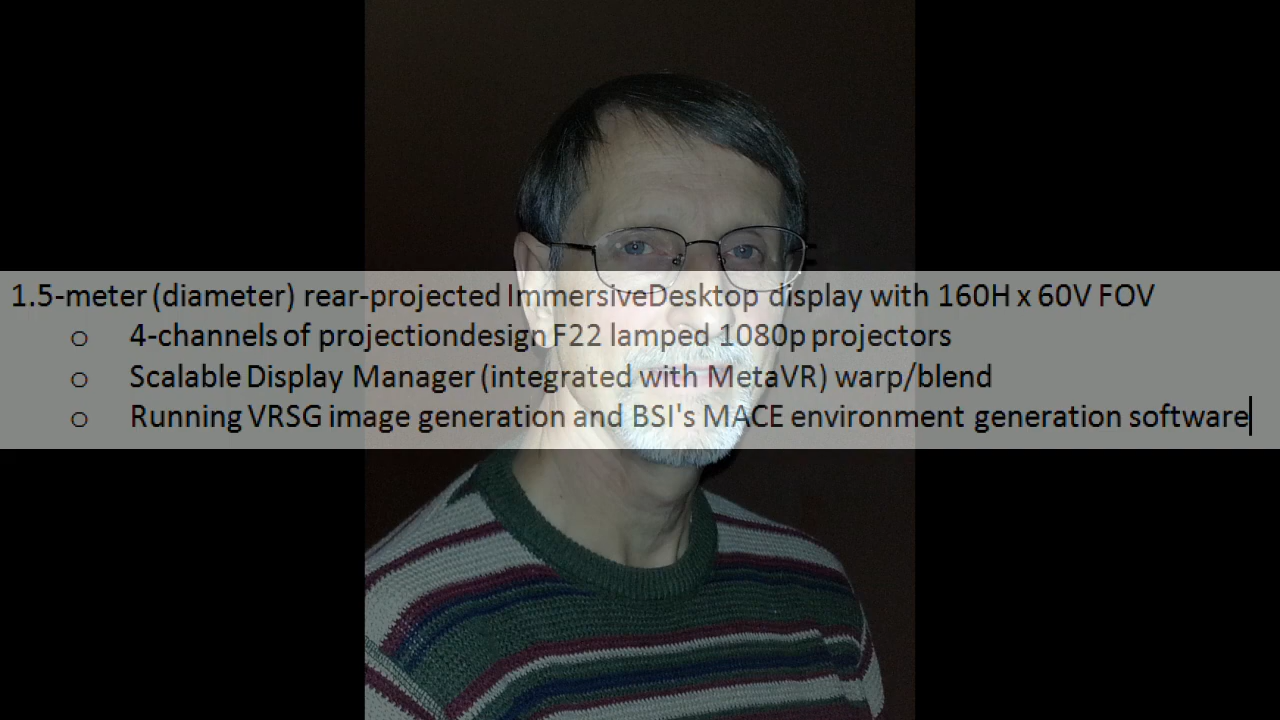 1.5-meter (diameter) rear-projected ImmersiveDesktop display with 160H x 60V FOV
o 4-channels of projectiondesign F22 lamped 1080p projectors
o Scalable Display Manager (integrated with MetaVR) warp/blend
o Running VRSG image generation and BSI's MACE environment generation software